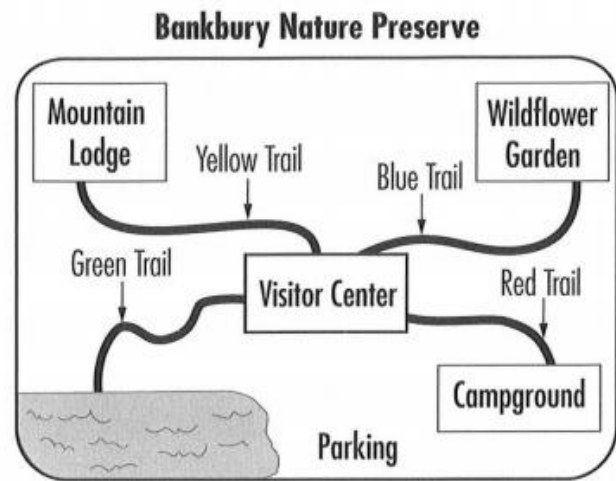 Bankbury Nature Preserve
Mountain
Lodge
Wildflower
Garden
Yellow Trail
Blue Trail
Green Trail
Visitor Center
Red Trail
Campground
Parking